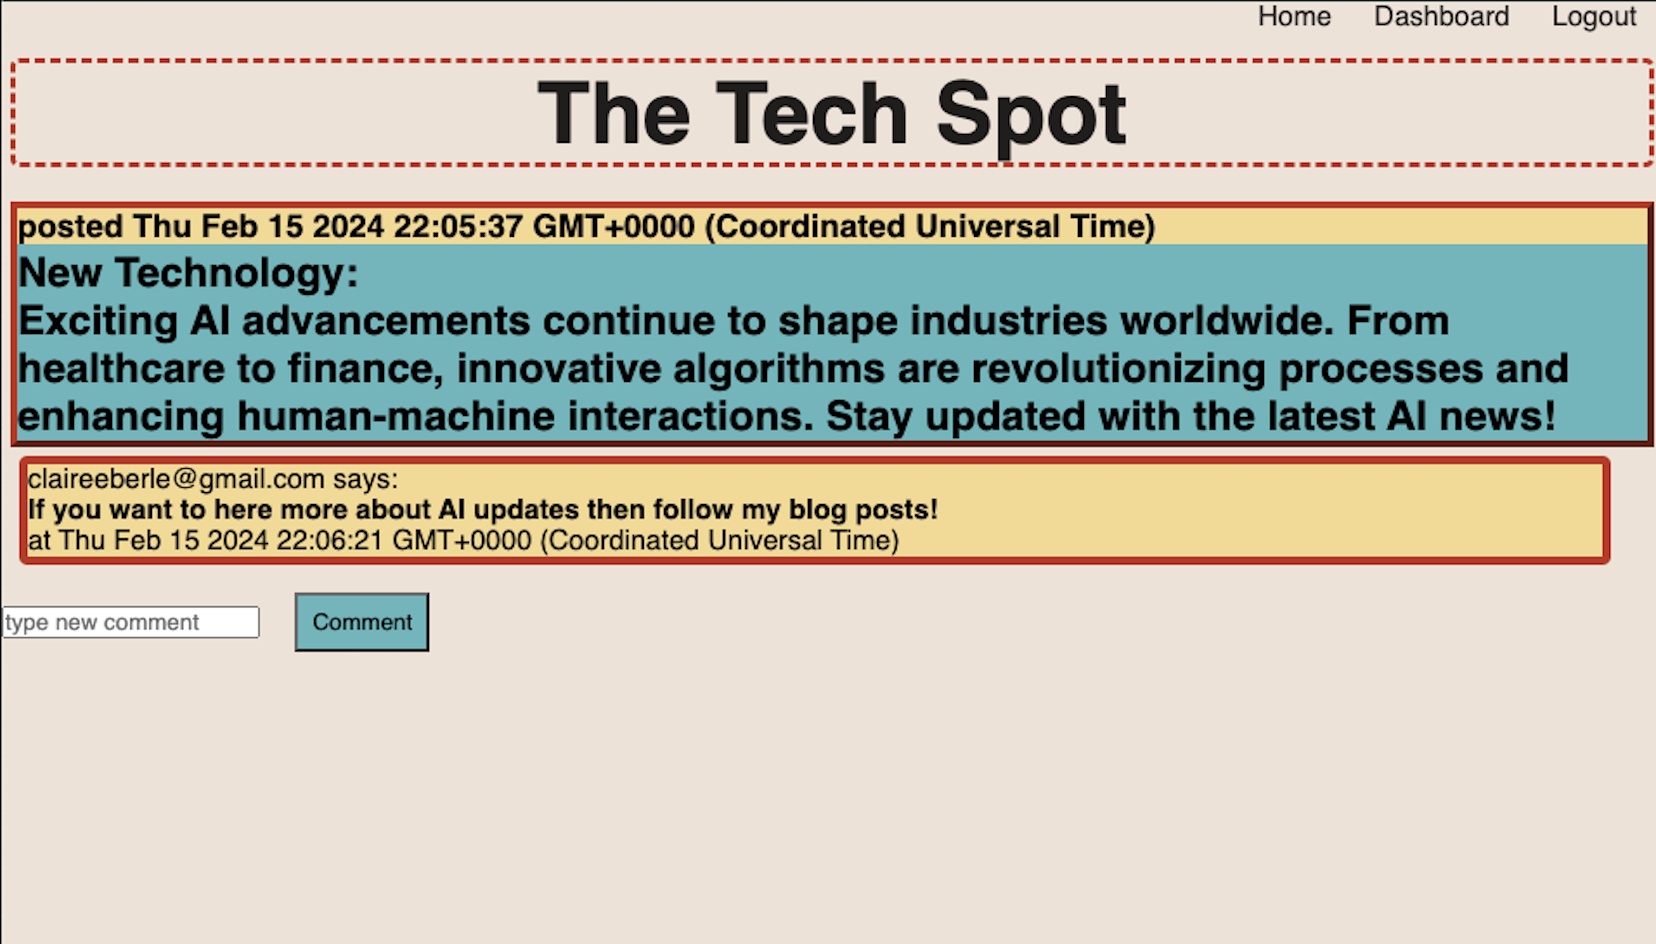 Home Dashboard Logout
The Tech Spot
posted Thu Feb 15 2024 22:05:37 GMT+0000 (Coordinated Universal Time)
New Technology:
Exciting AI advancements continue to shape industries worldwide. From
healthcare to finance, innovative algorithms are revolutionizing processes and
enhancing human-machine interactions. Stay updated with the latest AI news!
claireeberle@gmail.com says:
If you want to here more about AI updates then follow my blog posts!
at Thu Feb 15 2024 22:06:21 GMT+0000 (Coordinated Universal Time)
type new comment Comment